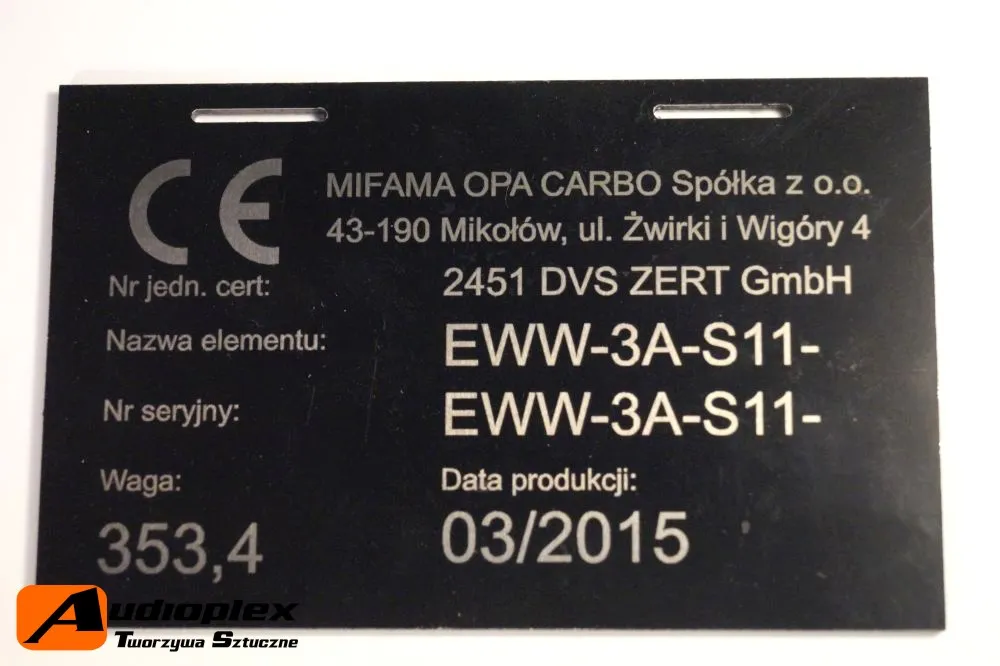 CE
MIFAMA OPA CARBO Spółka z o.o.
43-190 Mikołów, ul. Żwirki i Wigóry 4
Nr jedn. cert: 2451 DVS ZERT GmbH
Nazwa elementu: EWW-3A-S11-
Nr seryjny: EWW-3A-S11-
Waga: Data produkcji:
353,4 03/2015
Audioplex
Tworzywa Sztuczne